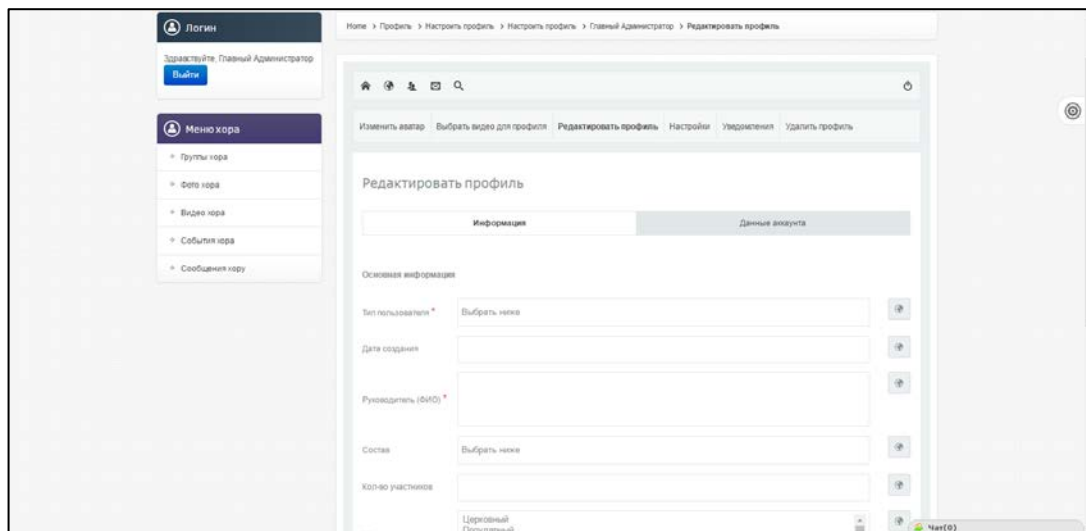 Логин
Здравствуйте, Главный Администратор
Выйти
Меню хора
Группы хора
Фото хора
Видео хора
События хора
Сообщения хору
Home > Профиль > Настроить профиль > Настроить профиль > Главный Администратор > Редактировать профиль
Изменить аватар Выбрать видео для профиля Редактировать профиль Настройки Уведомления Удалить профиль
Редактировать профиль
Информация Данные аккаунта
Основная информация
Тип пользователя * Выбрать ниже
Дата создания
Руководитель (ФИО) *
Состав Выбрать ниже
Кол-во участников
Церковный
Популярный
Чат(0)